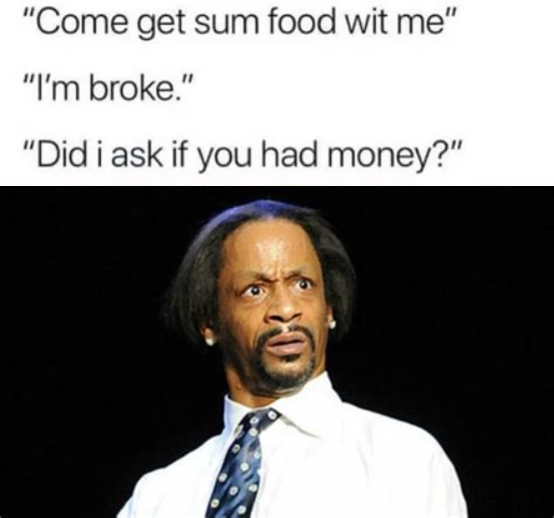 "Come get sum food wit me"
"I'm broke."
"Did i ask if you had money?"